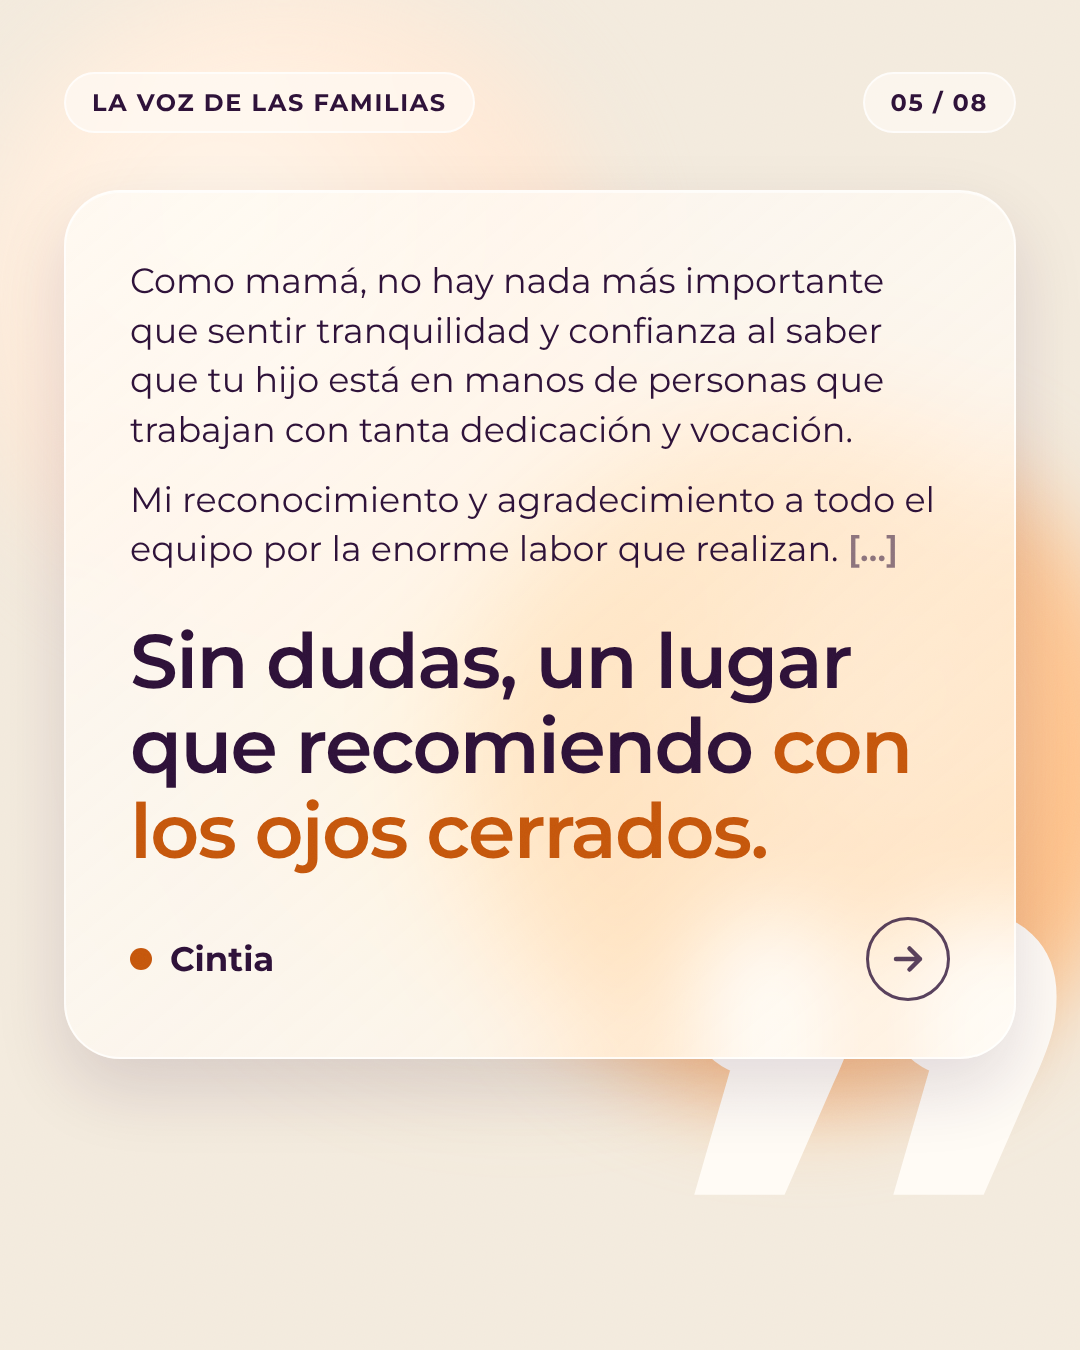 LA VOZ DE LAS FAMILIAS
05 / 08
Como mamá, no hay nada más importante
que sentir tranquilidad y confianza al saber
que tu hijo está en manos de personas que
trabajan con tanta dedicación y vocación.
Mi reconocimiento y agradecimiento a todo el
equipo por la enorme labor que realizan. [...]
Sin dudas, un lugar
que recomiendo con
los ojos cerrados.
Cintia